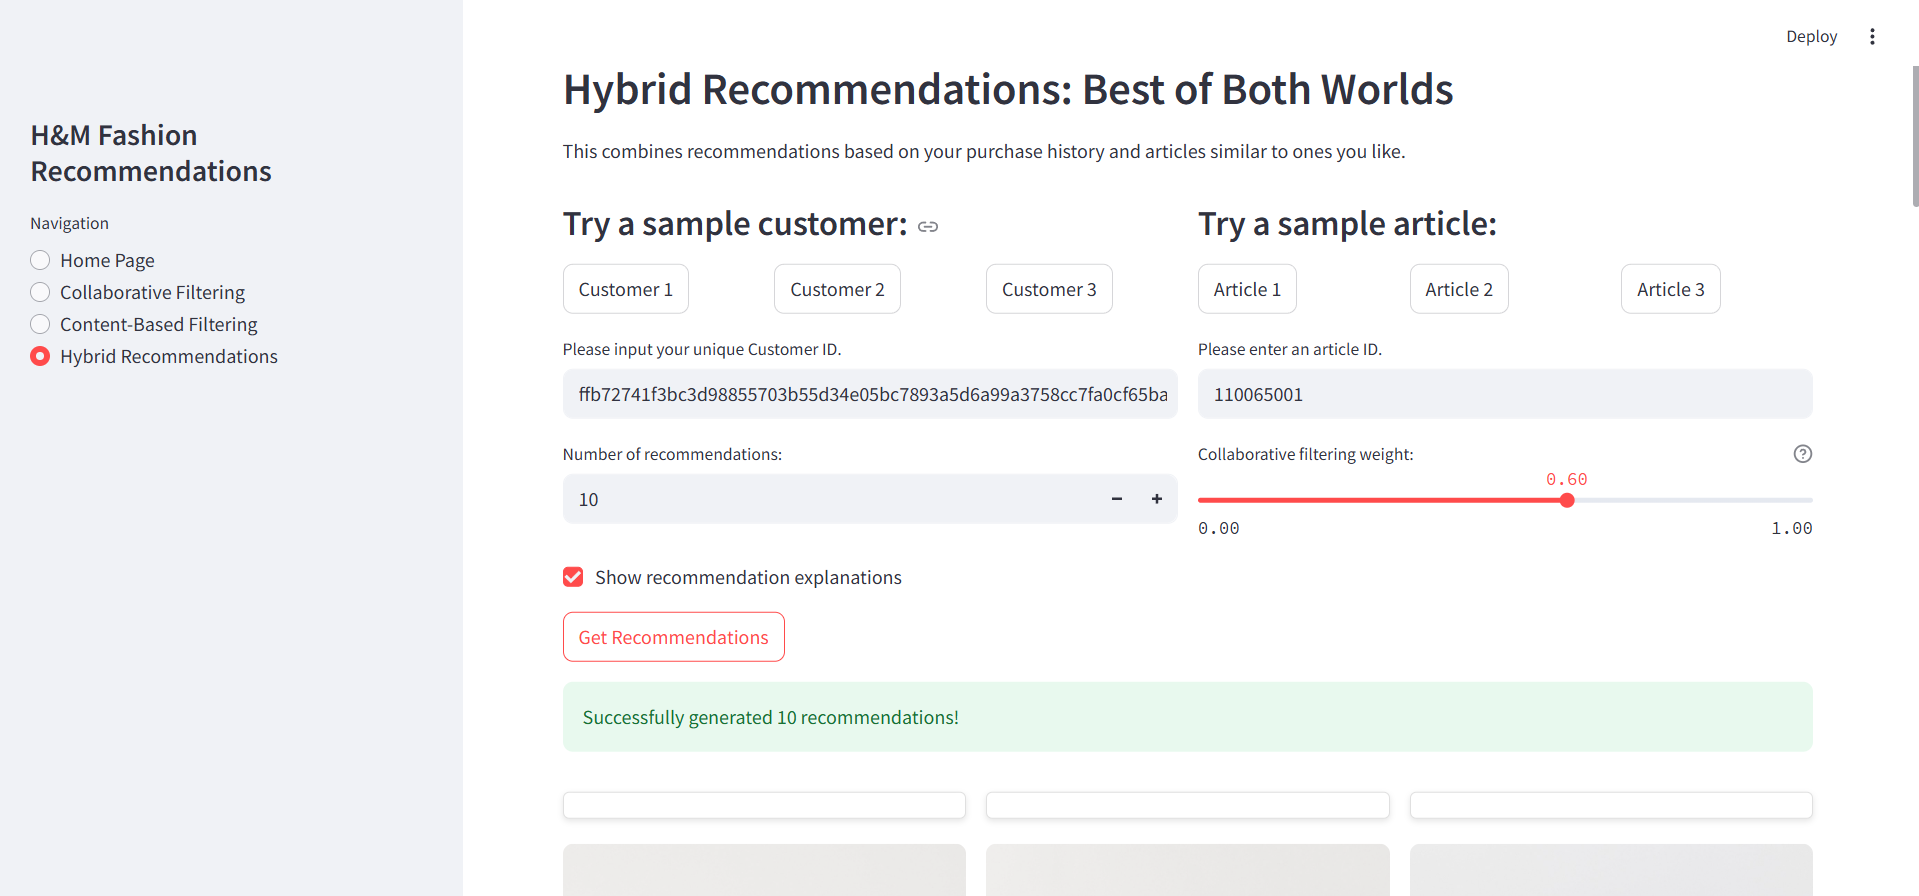 Deploy
H&M Fashion
Recommendations
Navigation
Home Page
Collaborative Filtering
Content-Based Filtering
Hybrid Recommendations
Hybrid Recommendations: Best of Both Worlds
This combines recommendations based on your purchase history and articles similar to ones you like.
Try a sample customer:
Customer 1
Customer 2
Customer 3
Try a sample article:
Article 1
Article 2
Article 3
Please input your unique Customer ID.
ffb72741f3bc3d98855703b55d34e05bc7893a5d6a99a3758cc7fa0cf65ba
Please enter an article ID.
110065001
Number of recommendations:
10
Collaborative filtering weight:
0.60
0.00
1.00
Show recommendation explanations
Get Recommendations
Successfully generated 10 recommendations!